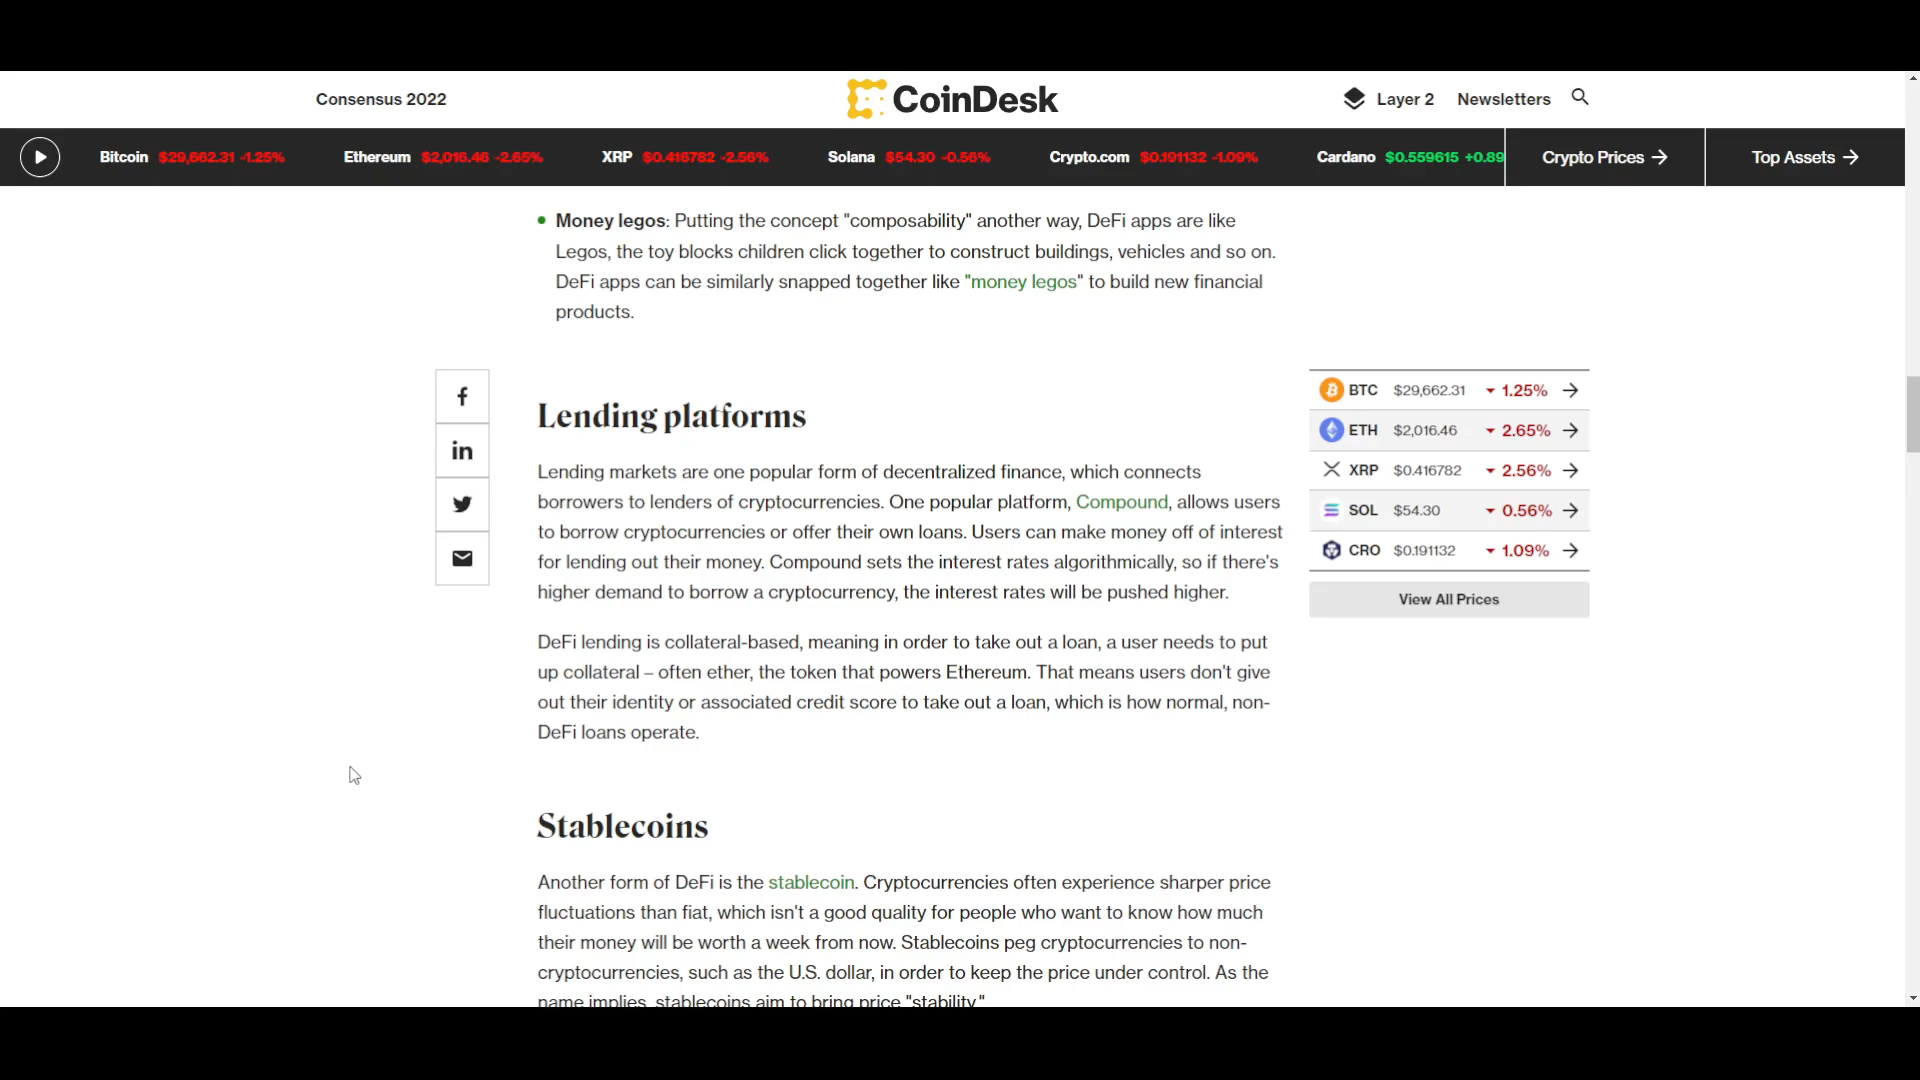 Consensus 2022
CoinDesk
Layer 2
Newsletters
Bitcoin $29,662.31 -1.25%
Ethereum $2,016.46 -2.65%
XRP $0.416782 -2.56%
Solana $54.30 -0.56%
Crypto.com $0.191132 -1.09%
Cardano $0.559615 +0.89
Crypto Prices
Top Assets
Money legos: Putting the concept "composability" another way, DeFi apps are like
Legos, the toy blocks children click together to construct buildings, vehicles and so on.
DeFi apps can be similarly snapped together like "money legos" to build new financial
products.
Lending platforms
Lending markets are one popular form of decentralized finance, which connects
borrowers to lenders of cryptocurrencies. One popular platform, Compound, allows users
to borrow cryptocurrencies or offer their own loans. Users can make money off of interest
for lending out their money. Compound sets the interest rates algorithmically, so if there's
higher demand to borrow a cryptocurrency, the interest rates will be pushed higher.
DeFi lending is collateral-based, meaning in order to take out a loan, a user needs to put
up collateral – often ether, the token that powers Ethereum. That means users don't give
out their identity or associated credit score to take out a loan, which is how normal, non-
DeFi loans operate.
Stablecoins
Another form of DeFi is the stablecoin. Cryptocurrencies often experience sharper price
fluctuations than fiat, which isn't a good quality for people who want to know how much
their money will be worth a week from now. Stablecoins peg cryptocurrencies to non-
cryptocurrencies, such as the U.S. dollar, in order to keep the price under control. As the
name implies, stablecoins aim to bring price "stability."
BTC $29,662.31 1.25%
ETH $2,016.46 2.65%
XRP $0.416782 2.56%
SOL $54.30 0.56%
CRO $0.191132 1.09%
View All Prices